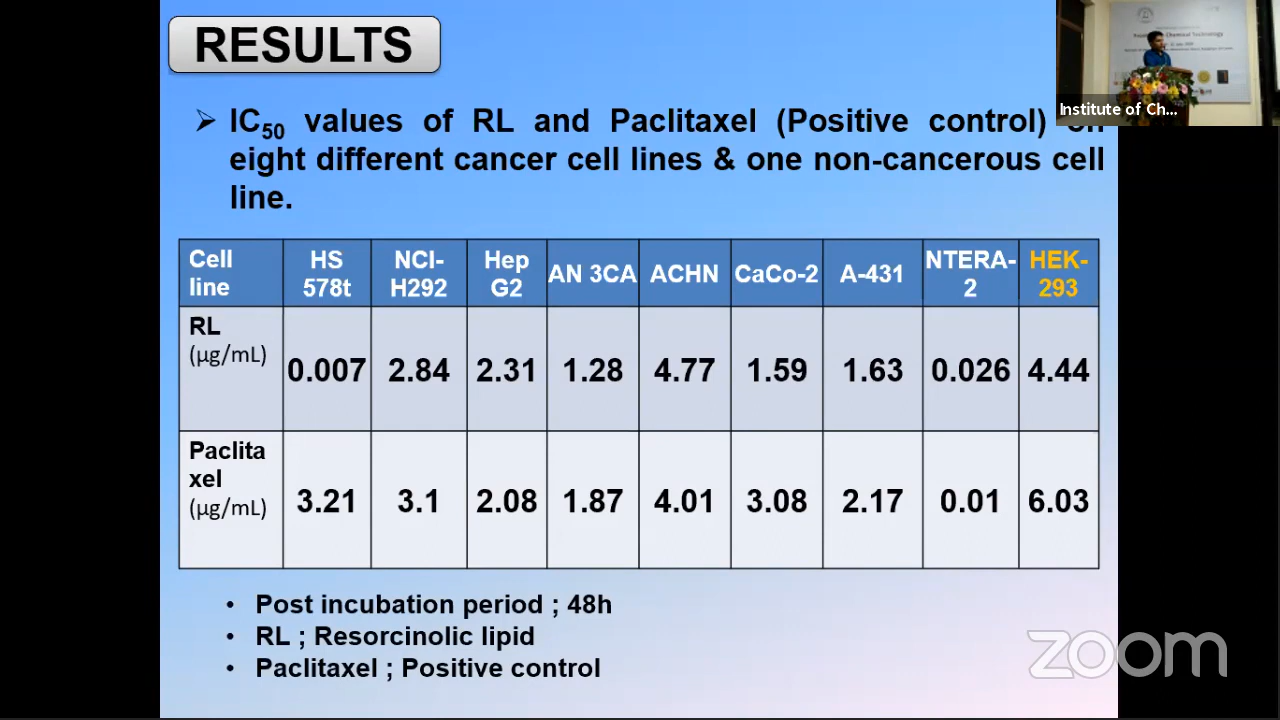 RESULTS
➢ IC50 values of RL and Paclitaxel (Positive control) on
eight different cancer cell lines & one non-cancerous cell
line.
Cell line HS 578t NCI-H292 Hep G2 AN 3CA ACHN CaCo-2 A-431 NTERA-2 HEK-293
RL (µg/mL) 0.007 2.84 2.31 1.28 4.77 1.59 1.63 0.026 4.44
Paclitaxel (µg/mL) 3.21 3.1 2.08 1.87 4.01 3.08 2.17 0.01 6.03
• Post incubation period ; 48h
• RL ; Resorcinolic lipid
• Paclitaxel ; Positive control
Chemical Technology
Institute of Ch...
zoom